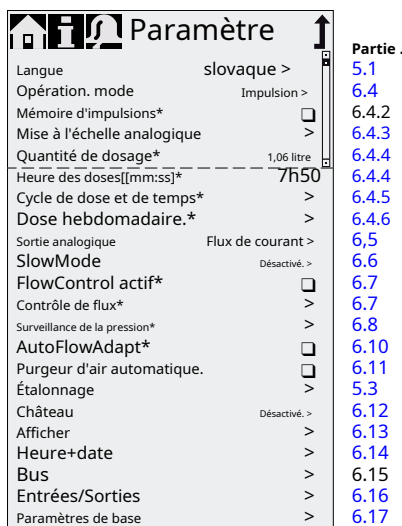 Paramètre
Partie .
Langue slovaque > 5.1
Opération. mode Impulsion > 6.4
Mémoire d'impulsions* 6.4.2
Mise à l'échelle analogique > 6.4.3
Quantité de dosage* 1,06 litre 6.4.4
Heure des doses[[mm:ss]* 7h50 6.4.4
Cycle de dose et de temps* > 6.4.5
Dose hebdomadaire.* > 6.4.6
Sortie analogique Flux de courant > 6,5
SlowMode Désactivé. > 6.6
FlowControl actif* 6.7
Contrôle de flux* > 6.7
Surveillance de la pression* > 6.8
AutoFlowAdapt* 6.10
Purgeur d'air automatique. 6.11
Étalonnage > 5.3
Château Désactivé. > 6.12
Afficher > 6.13
Heure+date > 6.14
Bus > 6.15
Entrées/Sorties > 6.16
Paramètres de base > 6.17